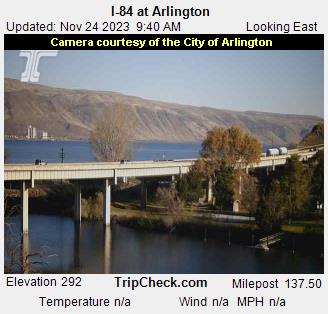 I-84 at Arlington
Updated: Nov 24 2023 9:40 AM Looking East
Camera courtesy of the City of Arlington
Elevation 292 TripCheck.com Milepost 137.50
Temperature n/a Wind n/a MPH n/a